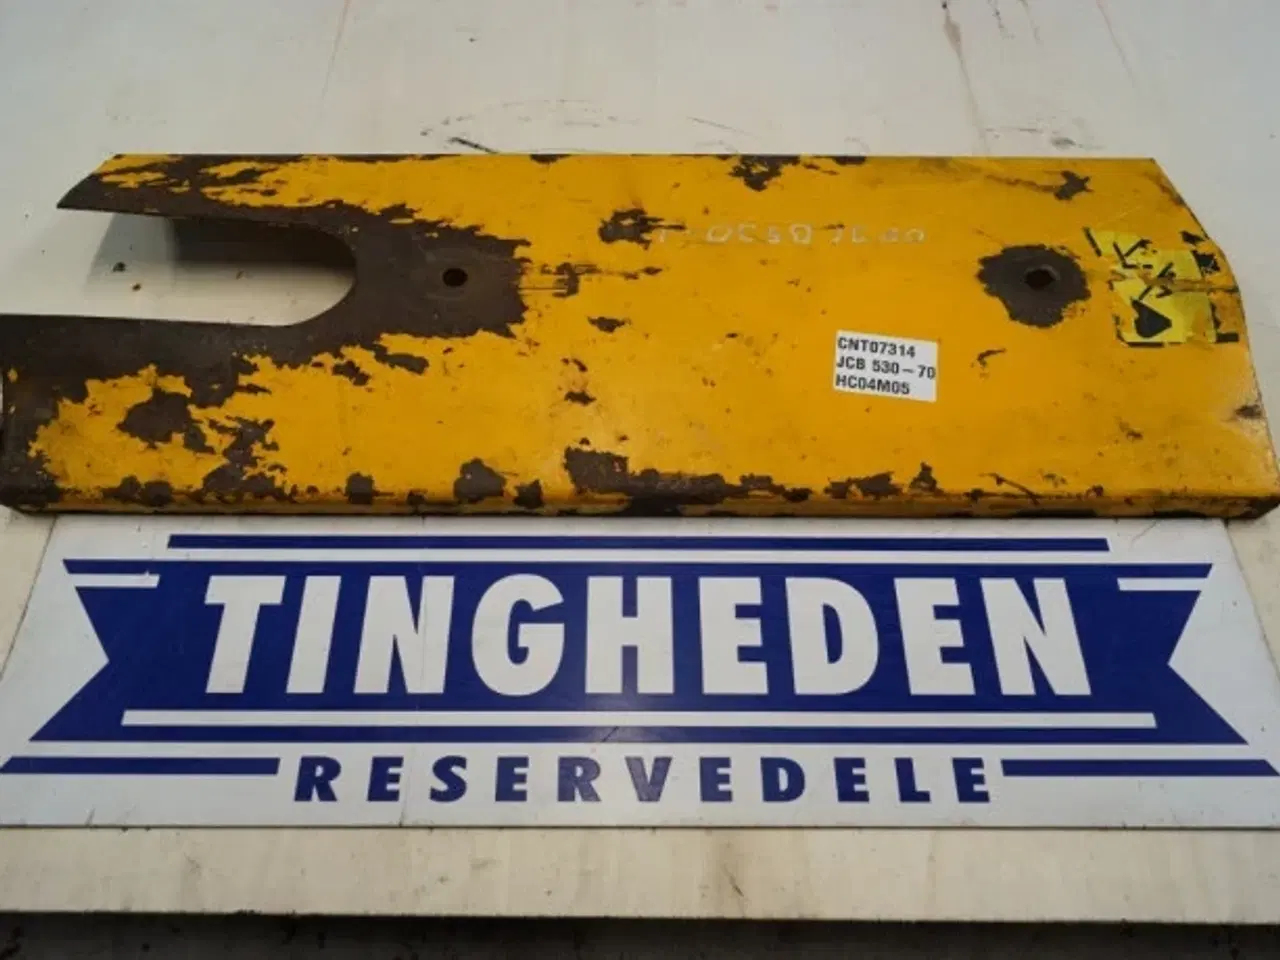 CNT07314
JCB 530-70
HC04M05
TINGHEDEN
RESERVEDELE